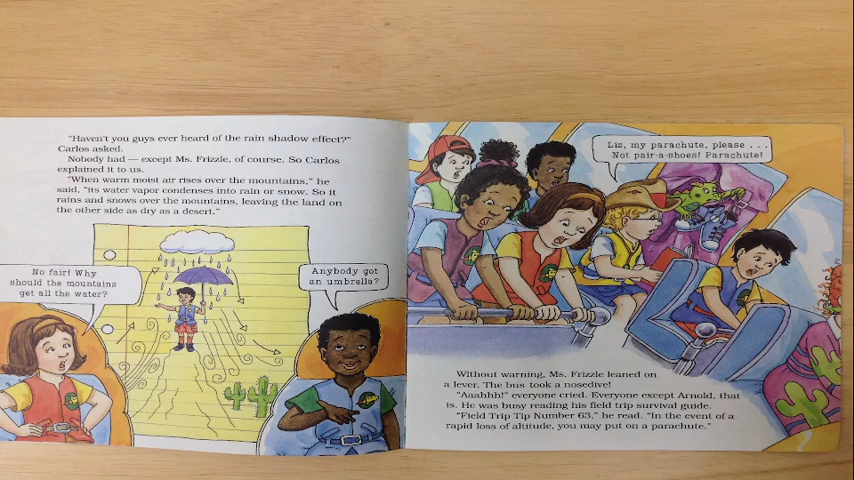 "Haven't you guys ever heard of the rain shadow effect?"
Carlos asked.
Nobody had — except Ms. Frizzle, of course. So Carlos
explained it to us.
"When warm moist air rises over the mountains," he
said, "its water vapor condenses into rain or snow. So it
rains and snows over the mountains, leaving the land on
the other side as dry as a desert."
No fair! Why
should the mountains
get all the water?
Anybody got
an umbrella?
Liz, my parachute, please . . .
Not pair-a-shoes! Parachute!
Without warning, Ms. Frizzle leaned on
a lever. The bus took a nosedive!
"Aaahhh!" everyone cried. Everyone except Arnold, that
is. He was busy reading his field trip survival guide.
"Field Trip Tip Number 63," he read. "In the event of a
rapid loss of altitude, you may put on a parachute."